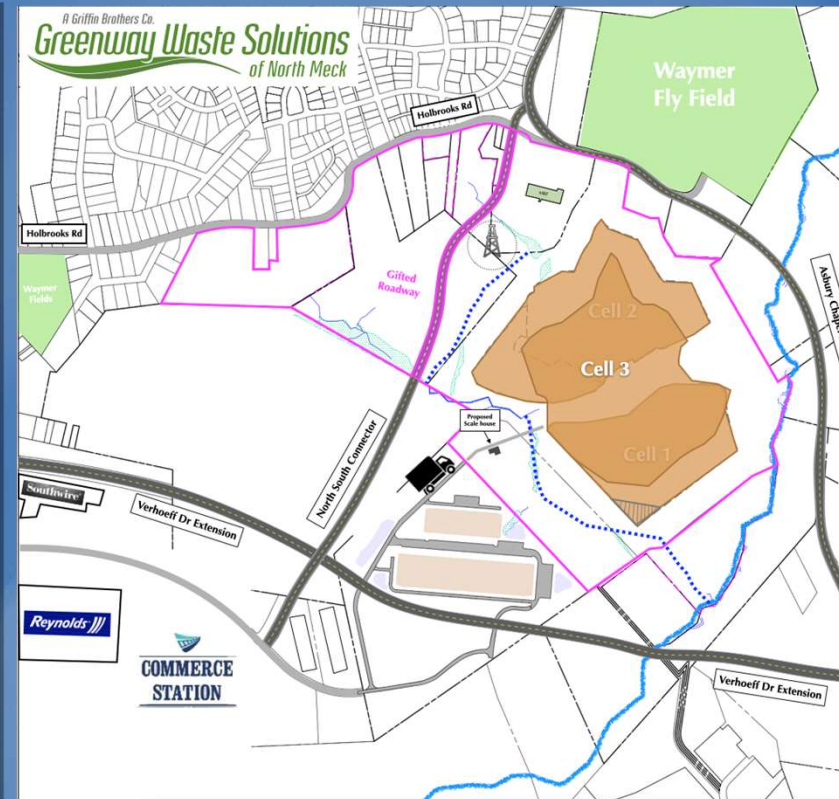 A Griffin Brothers Co.
Greenway Waste Solutions
of North Meck
Waymer
Fly Field
Holbrooks Rd
Holbrooks Rd
Waymer
Fields
Gifted
Roadway
Cell 2
Cell 3
Asbury Chape
Proposed
Scale house
Cell 1
North South Connector
Southwire
Verhoeff Dr Extension
Reynolds
COMMERCE
STATION
Verhoeff Dr Extension